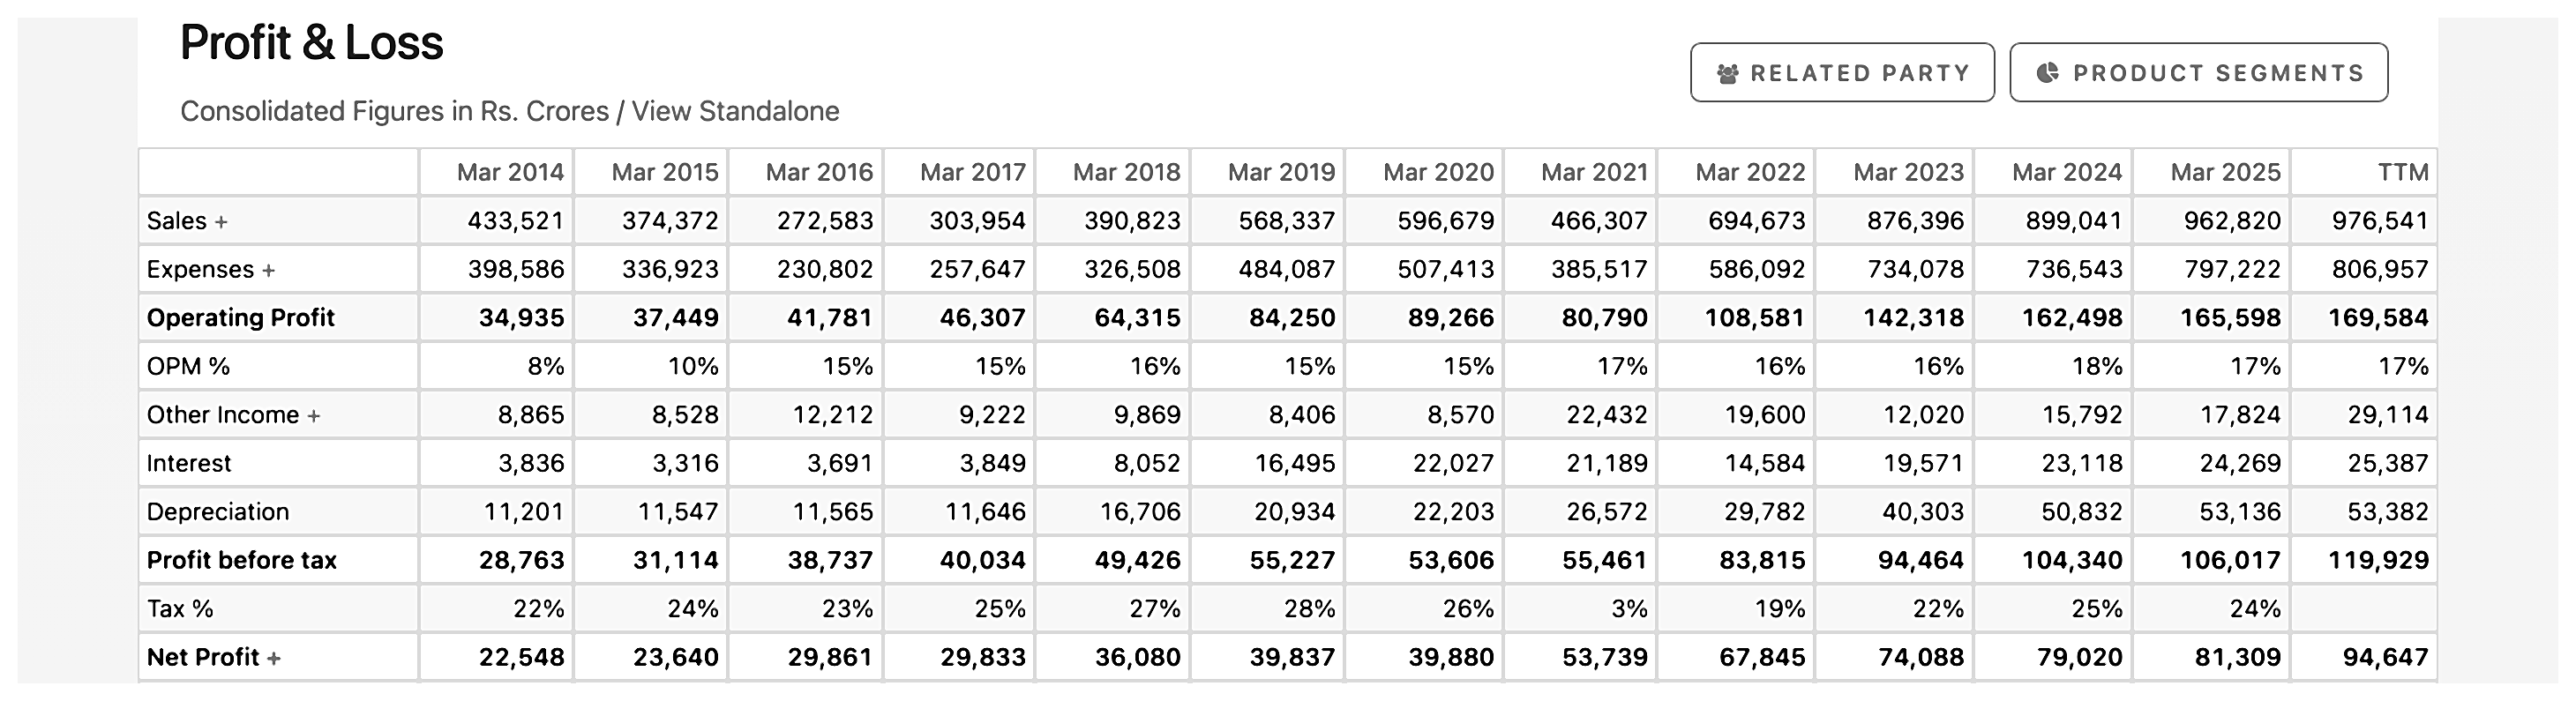 Profit & Loss
RELATED PARTY PRODUCT SEGMENTS
Consolidated Figures in Rs. Crores / View Standalone
Mar 2014 Mar 2015 Mar 2016 Mar 2017 Mar 2018 Mar 2019 Mar 2020 Mar 2021 Mar 2022 Mar 2023 Mar 2024 Mar 2025 TTM
Sales + 433,521 374,372 272,583 303,954 390,823 568,337 596,679 466,307 694,673 876,396 899,041 962,820 976,541
Expenses + 398,586 336,923 230,802 257,647 326,508 484,087 507,413 385,517 586,092 734,078 736,543 797,222 806,957
Operating Profit 34,935 37,449 41,781 46,307 64,315 84,250 89,266 80,790 108,581 142,318 162,498 165,598 169,584
OPM % 8% 10% 15% 15% 16% 15% 15% 17% 16% 16% 18% 17% 17%
Other Income + 8,865 8,528 12,212 9,222 9,869 8,406 8,570 22,432 19,600 12,020 15,792 17,824 29,114
Interest 3,836 3,316 3,691 3,849 8,052 16,495 22,027 21,189 14,584 19,571 23,118 24,269 25,387
Depreciation 11,201 11,547 11,565 11,646 16,706 20,934 22,203 26,572 29,782 40,303 50,832 53,136 53,382
Profit before tax 28,763 31,114 38,737 40,034 49,426 55,227 53,606 55,461 83,815 94,464 104,340 106,017 119,929
Tax % 22% 24% 23% 25% 27% 28% 26% 3% 19% 22% 25% 24%
Net Profit + 22,548 23,640 29,861 29,833 36,080 39,837 39,880 53,739 67,845 74,088 79,020 81,309 94,647